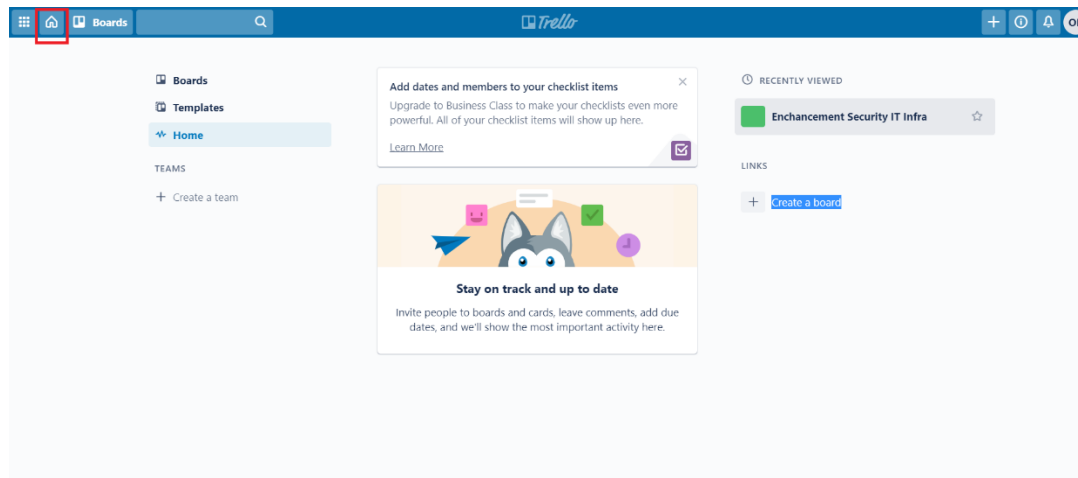 Boards
Trello
Boards
Templates
Home
TEAMS
+ Create a team
Add dates and members to your checklist items
Upgrade to Business Class to make your checklists even more
powerful. All of your checklist items will show up here.
Learn More
Stay on track and up to date
Invite people to boards and cards, leave comments, add due
dates, and we'll show the most important activity here.
RECENTLY VIEWED
Enchancement Security IT Infra
LINKS
+ Create a board